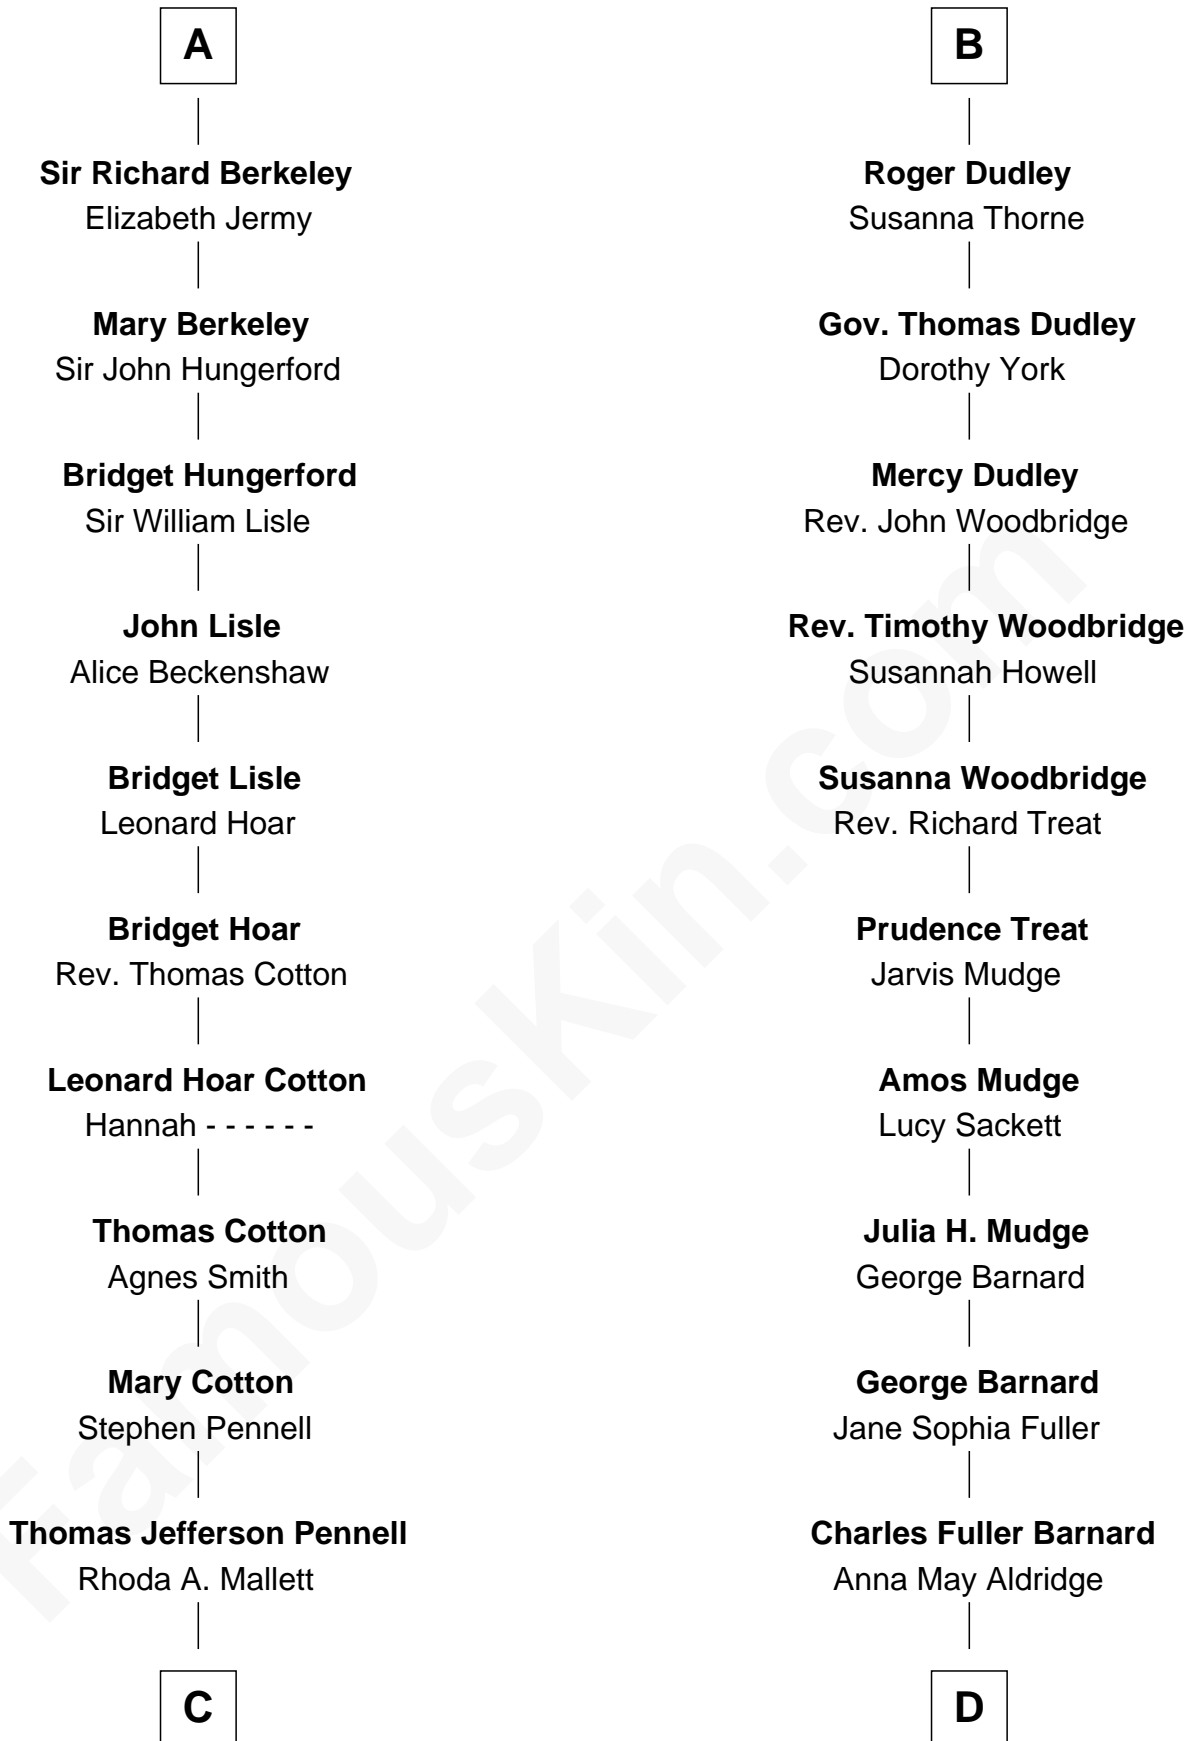 A
Sir Richard Berkeley
Elizabeth Jermy
Mary Berkeley
Sir John Hungerford
Bridget Hungerford
Sir William Lisle
John Lisle
Alice Beckenshaw
Bridget Lisle
Leonard Hoar
Bridget Hoar
Rev. Thomas Cotton
Leonard Hoar Cotton
Hannah - - - - - -
Thomas Cotton
Agnes Smith
Mary Cotton
Stephen Pennell
Thomas Jefferson Pennell
Rhoda A. Mallett
C
B
Roger Dudley
Susanna Thorne
Gov. Thomas Dudley
Dorothy York
Mercy Dudley
Rev. John Woodbridge
Rev. Timothy Woodbridge
Susannah Howell
Susanna Woodbridge
Rev. Richard Treat
Prudence Treat
Jarvis Mudge
Amos Mudge
Lucy Sackett
Julia H. Mudge
George Barnard
George Barnard
Jane Sophia Fuller
Charles Fuller Barnard
Anna May Aldridge
D
FamousKin.com